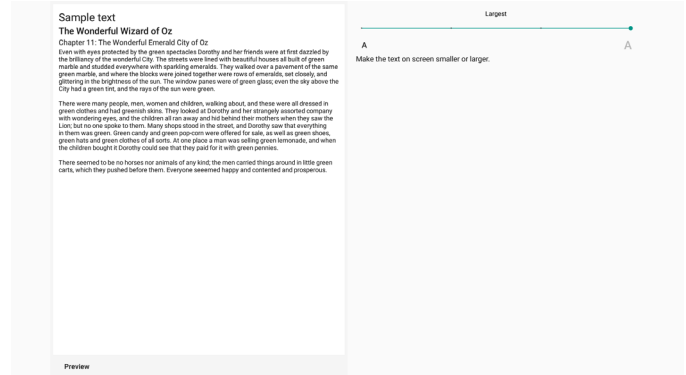 Sample text
The Wonderful Wizard of Oz
Chapter 11: The Wonderful Emerald City of Oz
Even with eyes protected by the green spectacles Dorothy and her friends were at first dazzled by
the brilliancy of the wonderful City. The streets were lined with beautiful houses all built of green
marble and studded everywhere with sparkling emeralds. They walked over a pavement of the same
green marble, and where the blocks were joined together were rows of emeralds, set closely, and
glittering in the brightness of the sun. The window panes were of green glass; even the sky above the
City had a green tint, and the rays of the sun were green.
There were many people, men, women and children, walking about, and these were all dressed in
green clothes and had greenish skins. They looked at Dorothy and her strangely assorted company
with wondering eyes, and the children all ran away and hid behind their mothers when they saw the
Lion; but no one spoke to them. Many shops stood in the street, and Dorothy saw that everything
in them was green. Green candy and green pop-corn were offered for sale, as well as green shoes,
green hats and green clothes of all sorts. At one place a man was selling green lemonade, and when
the children bought it Dorothy could see that they paid for it with green pennies.
There seemed to be no horses nor animals of any kind; the men carried things around in little green
carts, which they pushed before them. Everyone seeemed happy and contented and prosperous.
Preview
Largest
A A
Make the text on screen smaller or larger.